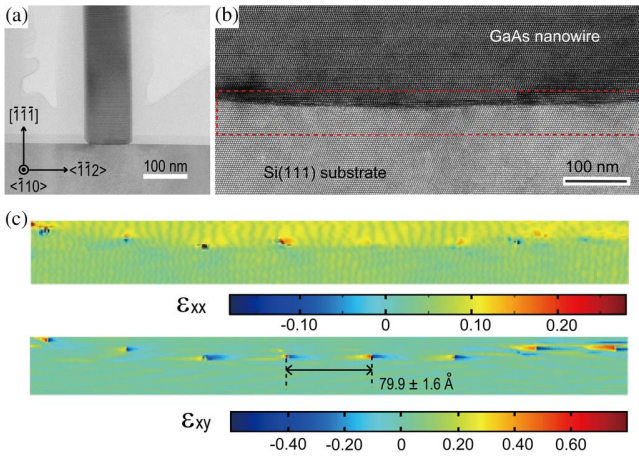 (a)
[1̄1̄1̄]
<1̄1̄2>
<1̄10>
100 nm
(b)
GaAs nanowire
Si(111) substrate
100 nm
(c)
εxx
-0.10 0 0.10 0.20
79.9 ± 1.6 Å
εxy
-0.40 -0.20 0 0.20 0.40 0.60